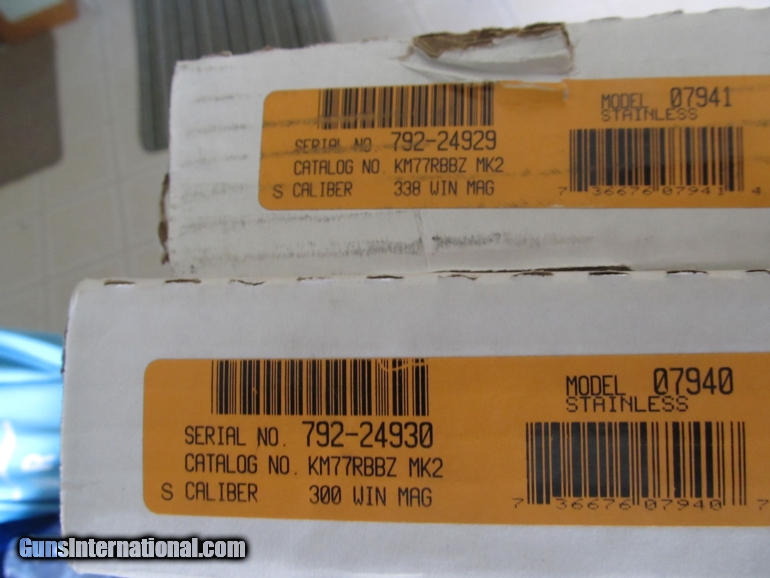 MODEL 07941
STAINLESS
SERIAL NO. 792-24929
CATALOG NO. KM77RBBZ MK2
S CALIBER 338 WIN MAG
7 36676 07941 4
MODEL 07940
STAINLESS
SERIAL NO. 792-24930
CATALOG NO. KM77RBBZ MK2
S CALIBER 300 WIN MAG
7 36676 07940 7
GunsInternational.com